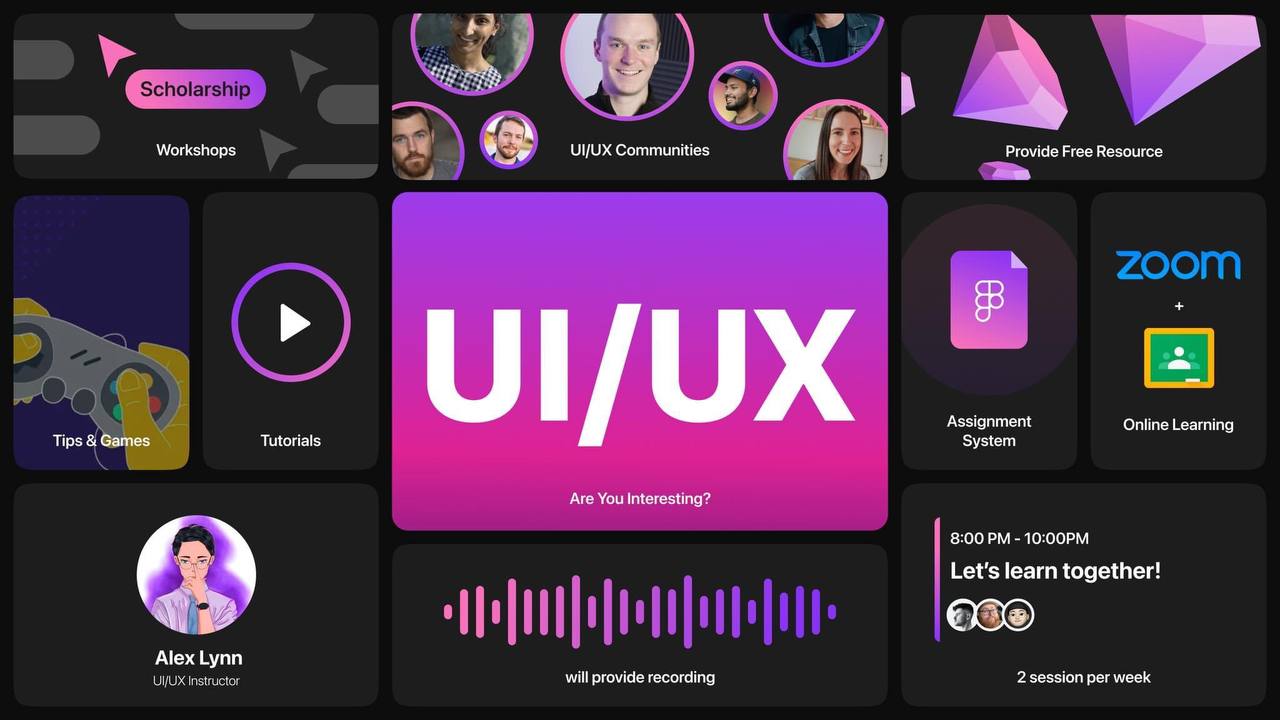 Scholarship
Workshops
UI/UX Communities
Provide Free Resource
Tips & Games
Tutorials
UI/UX
Are You Interesting?
Assignment
System
zoom
+
Online Learning
Alex Lynn
UI/UX Instructor
will provide recording
8:00 PM - 10:00PM
Let's learn together!
2 session per week